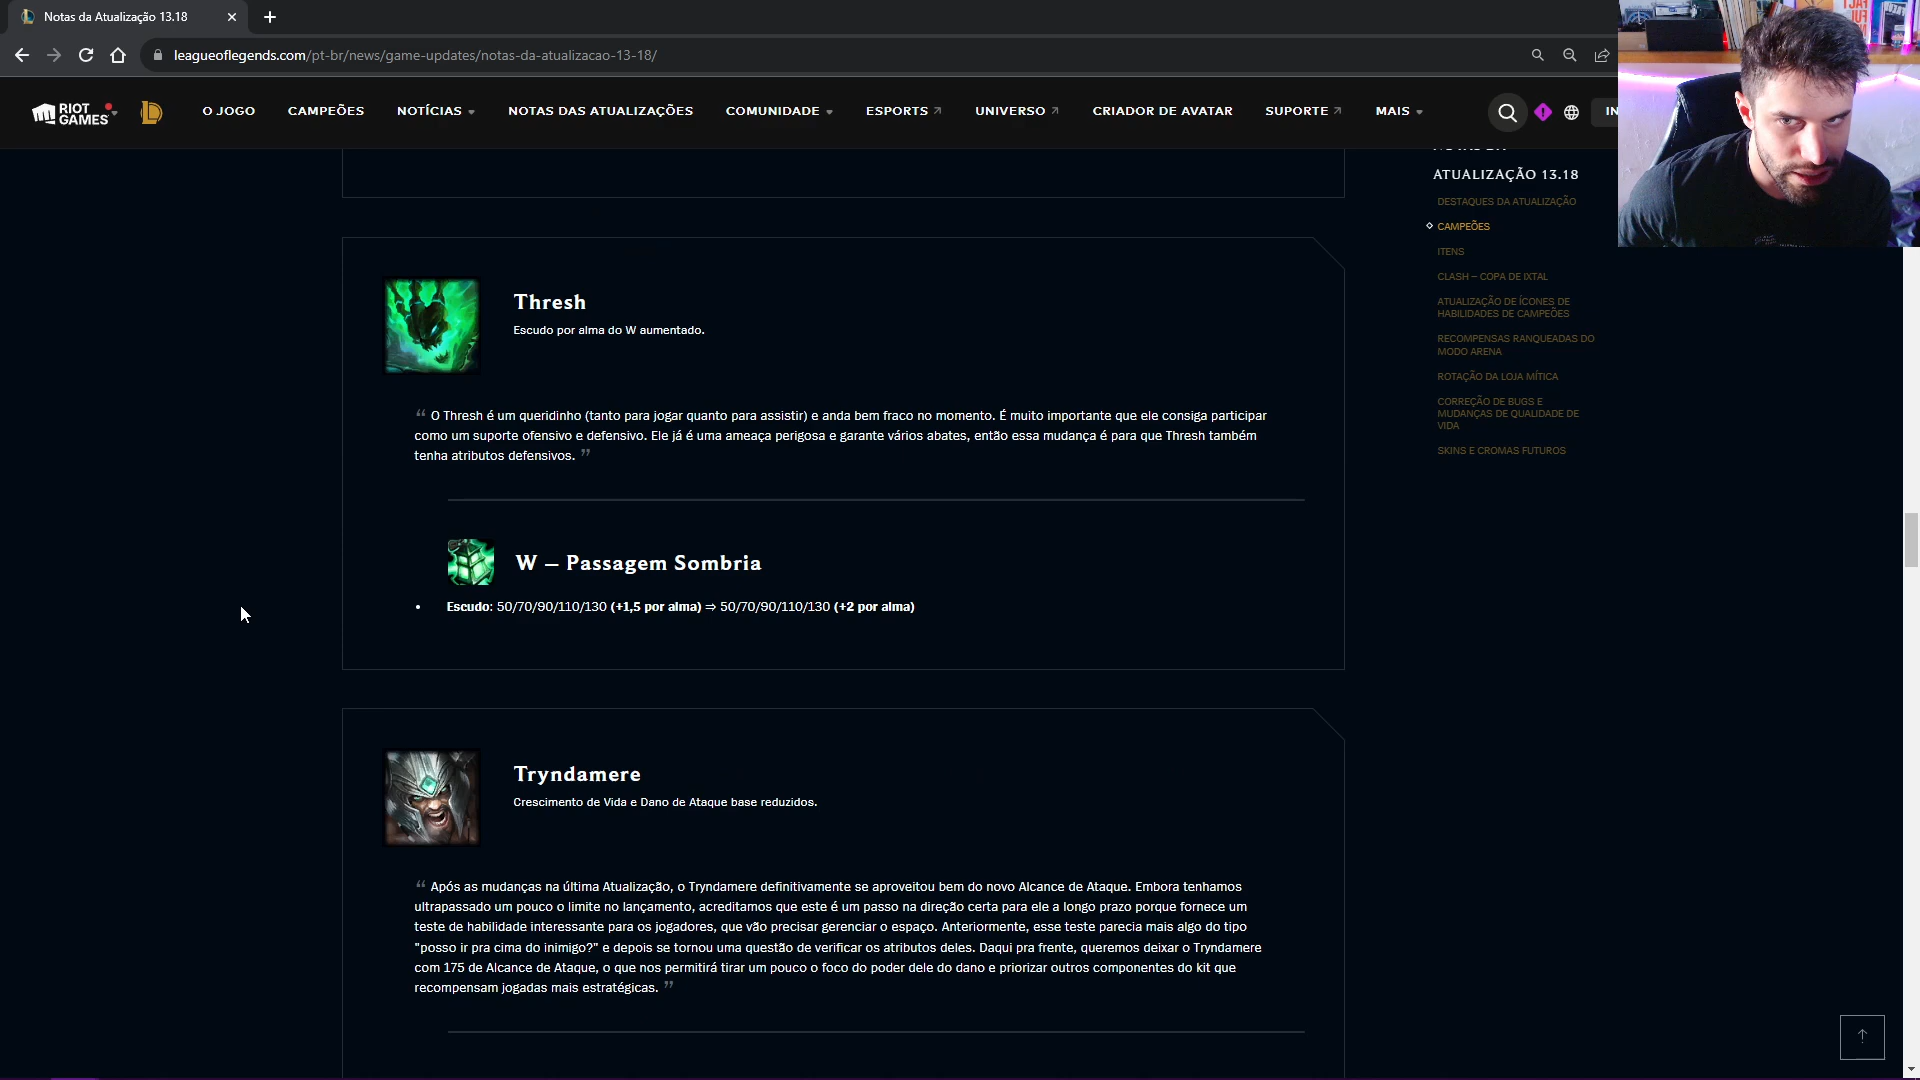 Notas da Atualização 13.18
leagueoflegends.com/pt-br/news/game-updates/notas-da-atualizacao-13-18/
RIOT GAMES
O JOGO
CAMPEÕES
NOTÍCIAS
NOTAS DAS ATUALIZAÇÕES
COMUNIDADE
ESPORTS
UNIVERSO
CRIADOR DE AVATAR
SUPORTE
MAIS
IN
ATUALIZAÇÃO 13.18
DESTAQUES DA ATUALIZAÇÃO
CAMPEÕES
ITENS
CLASH – COPA DE IXTAL
ATUALIZAÇÃO DE ÍCONES DE
HABILIDADES DE CAMPEÕES
RECOMPENSAS RANQUEADAS DO
MODO ARENA
ROTAÇÃO DA LOJA MÍTICA
CORREÇÃO DE BUGS E
MUDANÇAS DE QUALIDADE DE
VIDA
SKINS E CROMAS FUTUROS
Thresh
Escudo por alma do W aumentado.
“ O Thresh é um queridinho (tanto para jogar quanto para assistir) e anda bem fraco no momento. É muito importante que ele consiga participar
como um suporte ofensivo e defensivo. Ele já é uma ameaça perigosa e garante vários abates, então essa mudança é para que Thresh também
tenha atributos defensivos. ”
W – Passagem Sombria
• Escudo: 50/70/90/110/130 (+1,5 por alma) ⇒ 50/70/90/110/130 (+2 por alma)
Tryndamere
Crescimento de Vida e Dano de Ataque base reduzidos.
“ Após as mudanças na última Atualização, o Tryndamere definitivamente se aproveitou bem do novo Alcance de Ataque. Embora tenhamos
ultrapassado um pouco o limite no lançamento, acreditamos que este é um passo na direção certa para ele a longo prazo porque fornece um
teste de habilidade interessante para os jogadores, que vão precisar gerenciar o espaço. Anteriormente, esse teste parecia mais algo do tipo
"posso ir pra cima do inimigo?" e depois se tornou uma questão de verificar os atributos deles. Daqui pra frente, queremos deixar o Tryndamere
com 175 de Alcance de Ataque, o que nos permitirá tirar um pouco o foco do poder dele do dano e priorizar outros componentes do kit que
recompensam jogadas mais estratégicas. ”